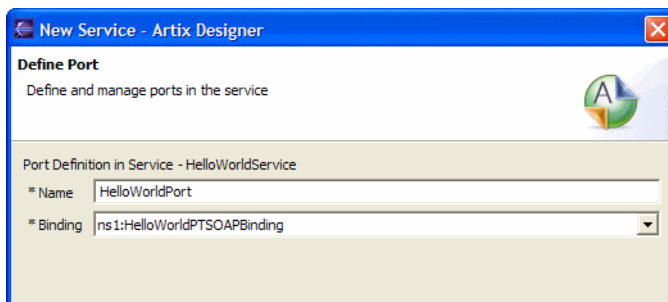 New Service - Artix Designer
Define Port
Define and manage ports in the service
A
Port Definition in Service - HelloWorldService
* Name HelloWorldPort
* Binding ns1:HelloWorldPTSOAPBinding